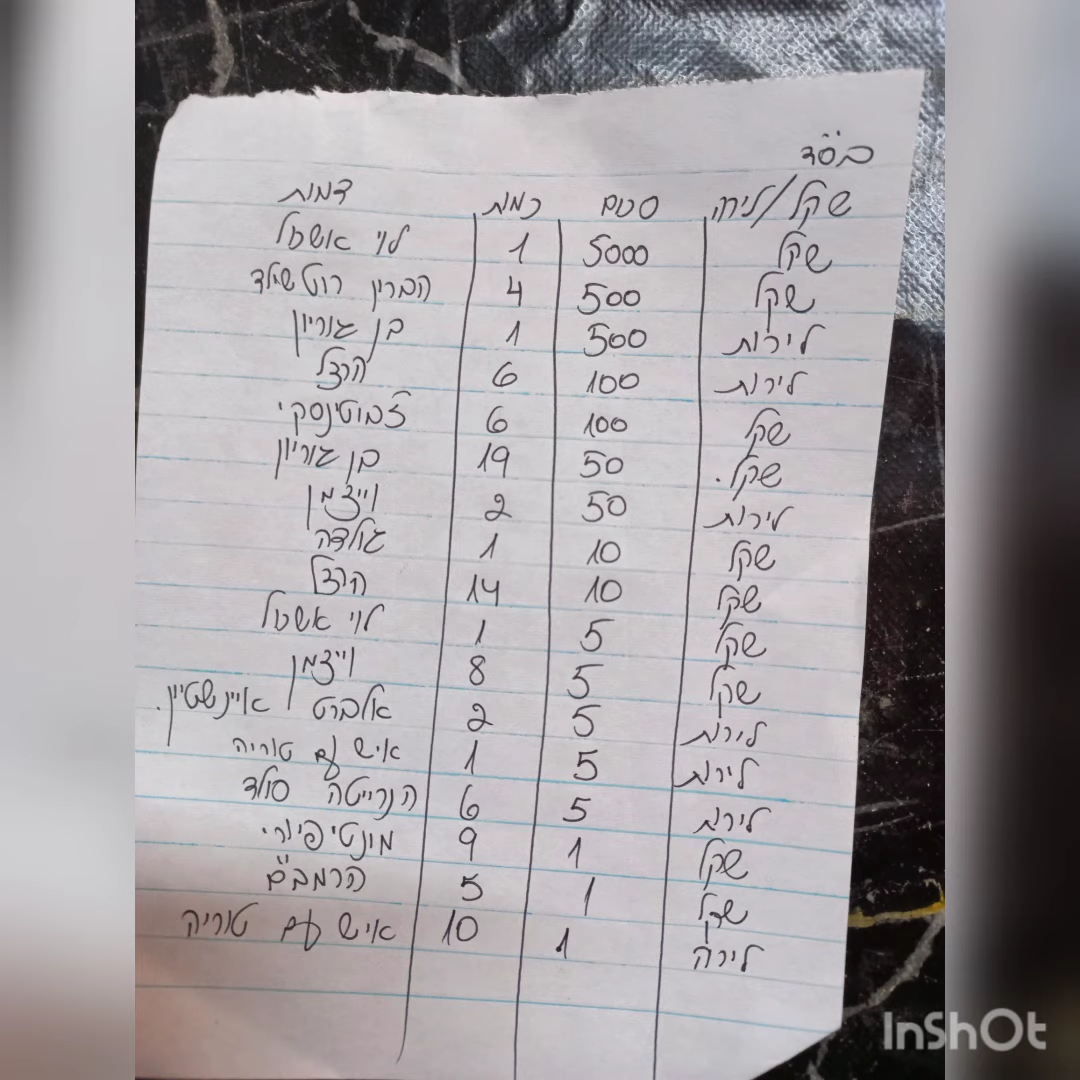 בס"ד
שקל/לירה סכום כמות דמות
שקל 5000 1 לוי אשכול
שקל 500 4 הברון רוטשילד
לירות 500 1 בן גוריון
לירות 100 6 הרצל
שקל 100 6 ז'בוטינסקי
שקל. 50 19 בן גוריון
לירות 50 2 וייצמן
שקל 10 1 גולדה
שקל 10 14 הרצל
שקל 5 1 לוי אשכול
שקל 5 8 וייצמן
לירות 5 2 אלברט איינשטיין.
לירות 5 1 איש עם טוריה
לירות 5 6 הנרייטה סולד
שקל 1 9 מונטיפיורי
שקל 1 5 הרמב"ם
לירה 1 10 איש עם טוריה
InShOt